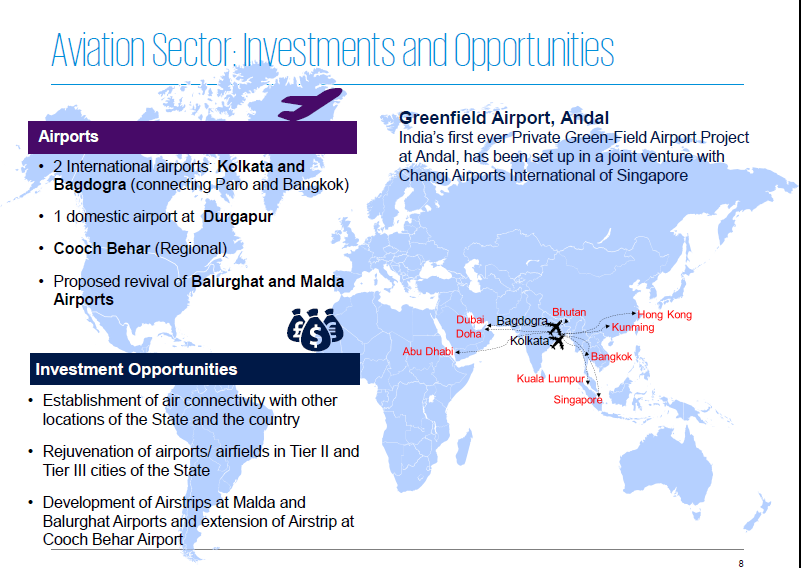 Aviation Sector: Investments and Opportunities
Airports
• 2 International airports: Kolkata and
Bagdogra (connecting Paro and Bangkok)
• 1 domestic airport at Durgapur
• Cooch Behar (Regional)
• Proposed revival of Balurghat and Malda
Airports
£ $ €
Investment Opportunities
• Establishment of air connectivity with other
locations of the State and the country
• Rejuvenation of airports/ airfields in Tier II and
Tier III cities of the State
• Development of Airstrips at Malda and
Balurghat Airports and extension of Airstrip at
Cooch Behar Airport
Greenfield Airport, Andal
India's first ever Private Green-Field Airport Project
at Andal, has been set up in a joint venture with
Changi Airports International of Singapore
Dubai
Doha
Abu Dhabi
Bagdogra
Kolkata
Bhutan
Hong Kong
Kunming
Bangkok
Kuala Lumpur
Singapore
8